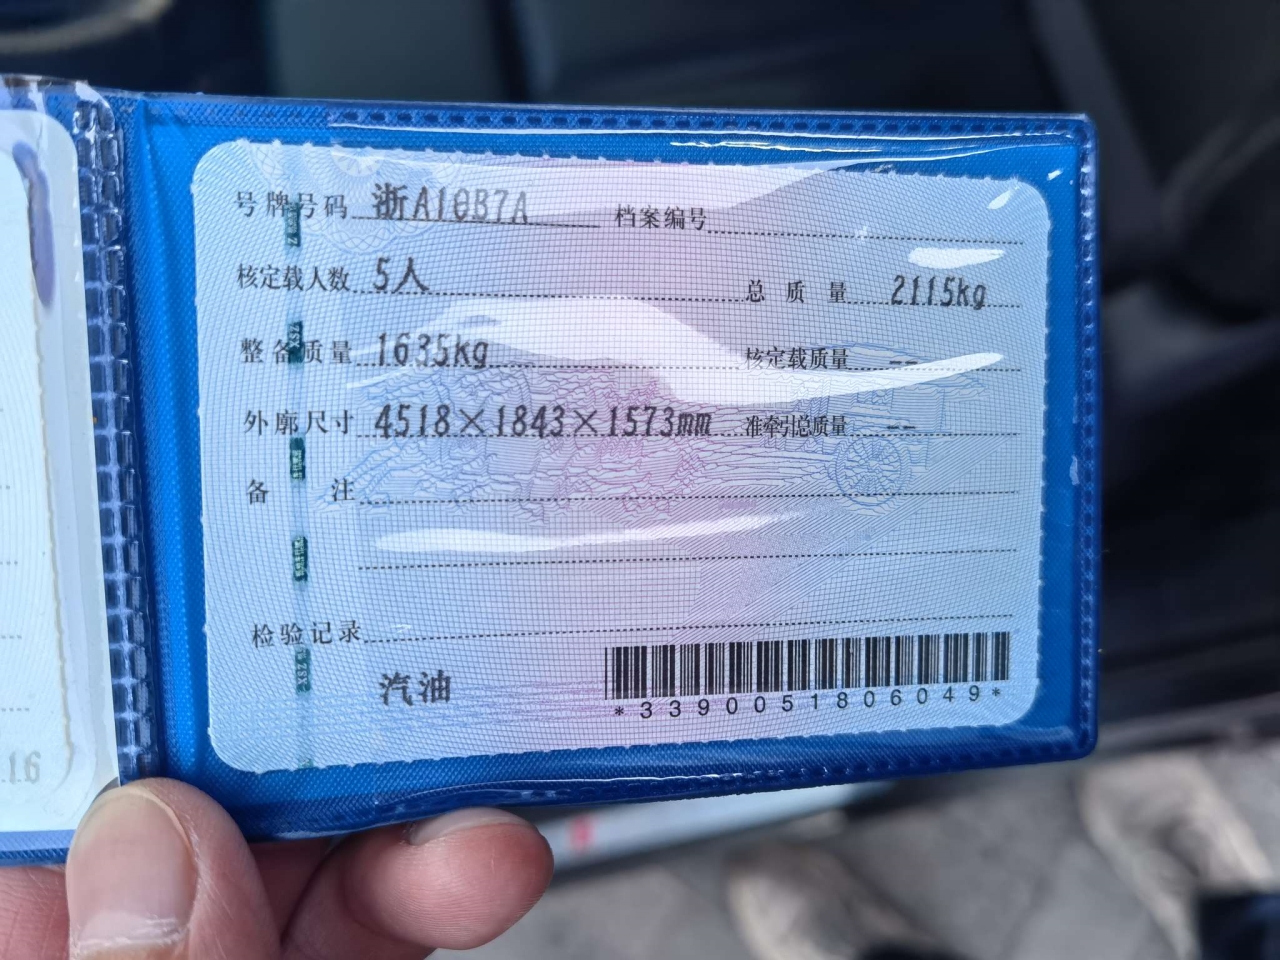 号牌号码 浙A10B7A 档案编号
核定载人数 5人 总质量 2115kg
整备质量 1635kg 核定载质量 --
外廓尺寸 4518×1843×1573mm 准牵引总质量 --
备注
检验记录
汽油
*3390051806049*
16